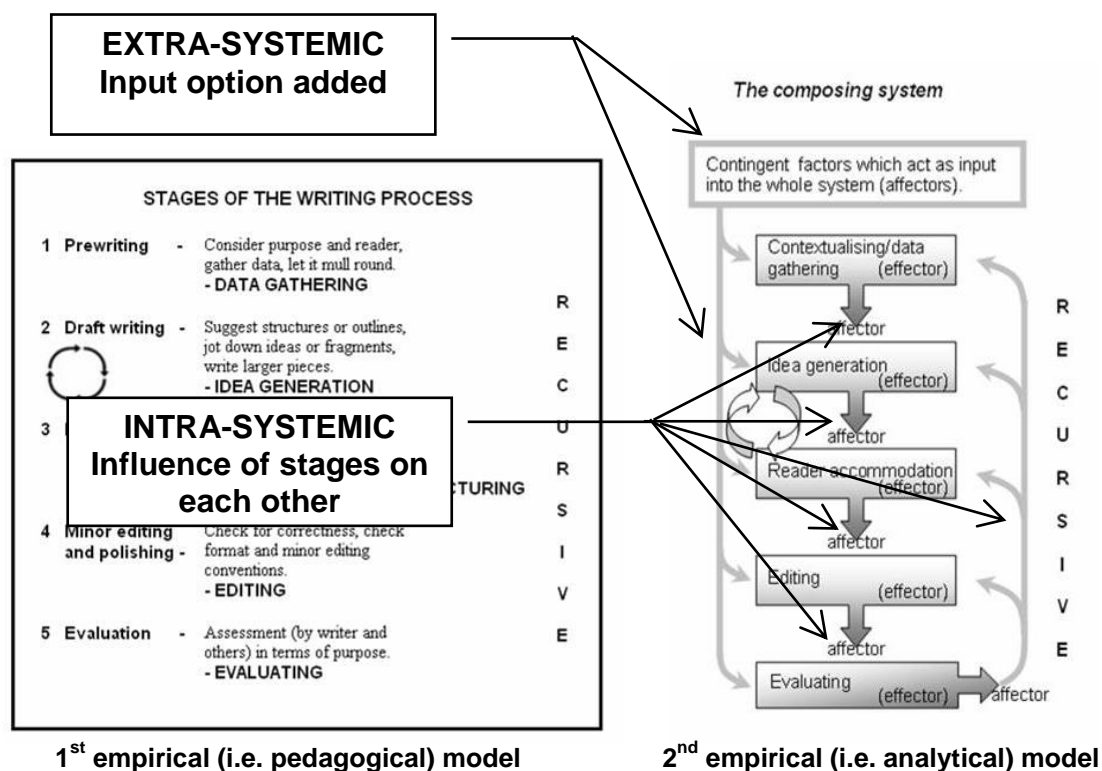 EXTRA-SYSTEMIC
Input option added
The composing system
Contingent factors which act as input
into the whole system (affectors).
STAGES OF THE WRITING PROCESS
1 Prewriting - Consider purpose and reader,
gather data, let it mull round.
- DATA GATHERING
2 Draft writing - Suggest structures or outlines,
jot down ideas or fragments,
write larger pieces.
- IDEA GENERATION
3
INTRA-SYSTEMIC
Influence of stages on
each other
CTURING
4 Minor editing
and polishing - Check for correctness, check
format and minor editing
conventions.
- EDITING
5 Evaluation - Assessment (by writer and
others) in terms of purpose.
- EVALUATING
R
E
C
U
R
S
I
V
E
Contextualising/data
gathering (effector)
affector
Idea generation
(effector)
affector
Reader accommodation
(effector)
affector
Editing
(effector)
affector
Evaluating
(effector)
affector
R
E
C
U
R
S
I
V
E
1st empirical (i.e. pedagogical) model
2nd empirical (i.e. analytical) model